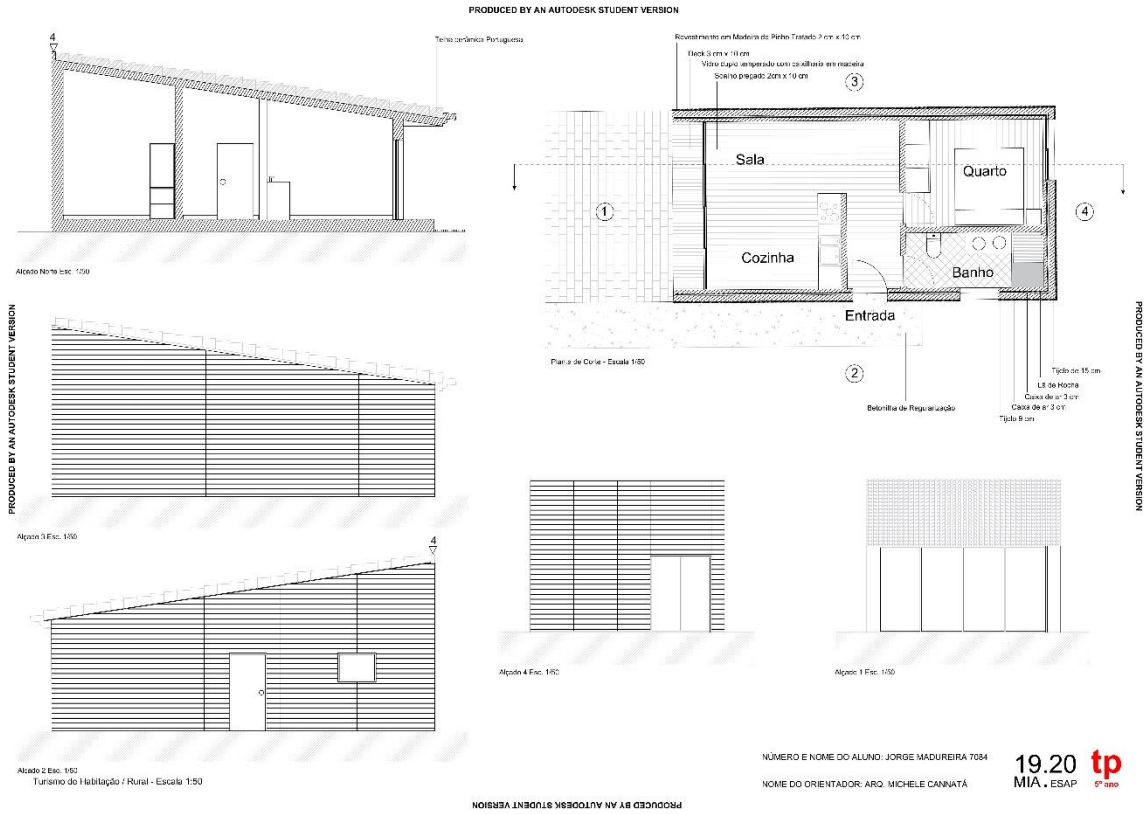 PRODUCED BY AN AUTODESK STUDENT VERSION
4
Telha cerâmica Portuguesa
Alçado Norte Esc. 1/50
Revestimento em Madeira de Pinho Tratado 2 cm x 10 cm
Deck 3 cm x 10 cm
Vidro duplo temperado com caixilharia em madeira
Soalho pregado 2cm x 10 cm
3
Sala
Quarto
1
4
Cozinha
Banho
Entrada
Planta de Corte - Escala 1/50
2
Tijolo de 15 cm
Lã de Rocha
Caixa de ar 3 cm
Caixa de ar 3 cm
Tijolo 9 cm
Betonilha de Regularização
PRODUCED BY AN AUTODESK STUDENT VERSION
PRODUCED BY AN AUTODESK STUDENT VERSION
Alçado 3 Esc. 1/50
4
Alçado 2 Esc. 1/50
Turismo de Habitação / Rural - Escala 1:50
Alçado 4 Esc. 1/50
Alçado 1 Esc. 1/50
NÚMERO E NOME DO ALUNO: JORGE MADUREIRA 7084
NOME DO ORIENTADOR: ARQ. MICHELE CANNATÁ
19.20
MIA. ESAP
tp
5º ano
PRODUCED BY AN AUTODESK STUDENT VERSION